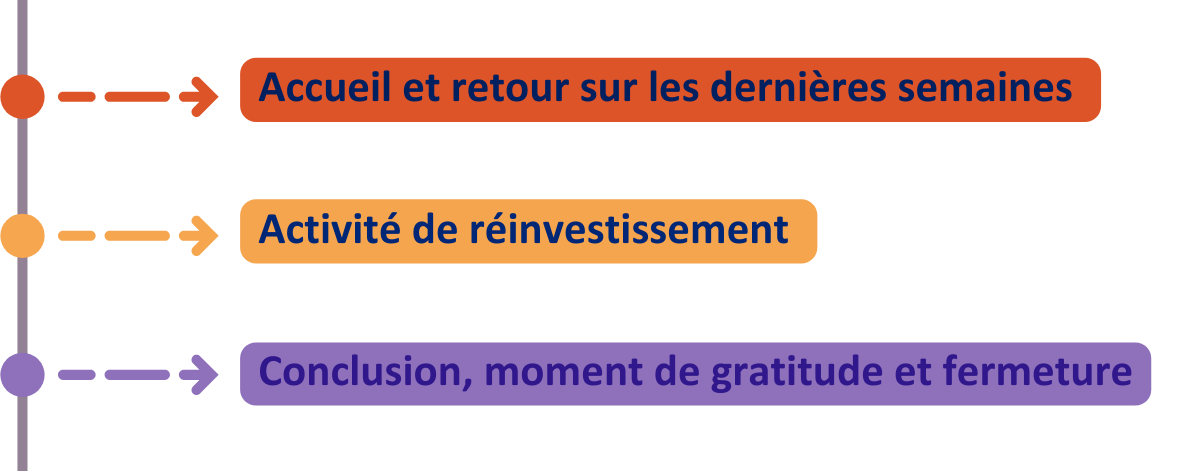 Accueil et retour sur les dernières semaines
Activité de réinvestissement
Conclusion, moment de gratitude et fermeture